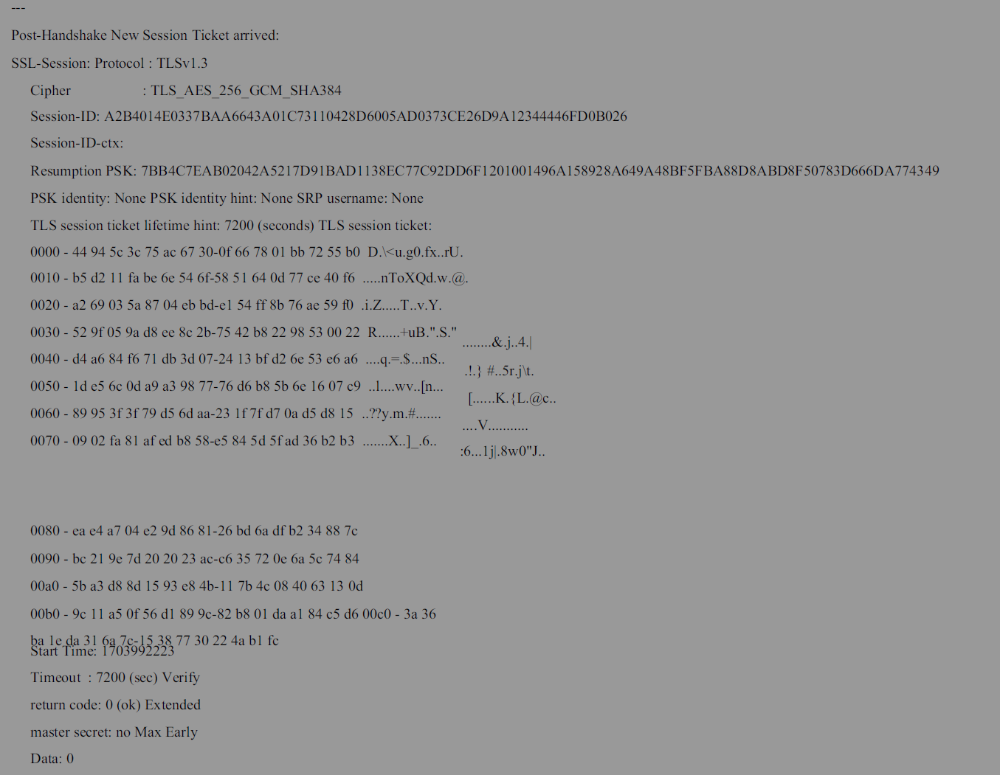 ---
Post-Handshake New Session Ticket arrived:
SSL-Session: Protocol : TLSv1.3
Cipher : TLS_AES_256_GCM_SHA384
Session-ID: A2B4014E0337BAA6643A01C73110428D6005AD0373CE26D9A12344446FD0B026
Session-ID-ctx:
Resumption PSK: 7BB4C7EAB02042A5217D91BAD1138EC77C92DD6F1201001496A158928A649A48BF5FBA88D8ABD8F50783D666DA774349
PSK identity: None PSK identity hint: None SRP username: None
TLS session ticket lifetime hint: 7200 (seconds) TLS session ticket:
0000 - 44 94 5c 3c 75 ac 67 30-0f 66 78 01 bb 72 55 b0 D.\<u.g0.fx..rU.
0010 - b5 d2 11 fa be 6e 54 6f-58 51 64 0d 77 ce 40 f6 .....nToXQd.w.@.
0020 - a2 69 03 5a 87 04 eb bd-e1 54 ff 8b 76 ae 59 f0 .i.Z.....T..v.Y.
0030 - 52 9f 05 9a d8 ee 8c 2b-75 42 b8 22 98 53 00 22 R......+uB.".S."
........&.j..4.|
0040 - d4 a6 84 f6 71 db 3d 07-24 13 bf d2 6e 53 e6 a6 ....q.=.$...nS..
.!.} #..5r.j\t.
0050 - 1d e5 6c 0d a9 a3 98 77-76 d6 b8 5b 6e 16 07 c9 ..l....wv..[n...
[......K.{L.@c..
0060 - 89 95 3f 3f 79 d5 6d aa-23 1f 7f d7 0a d5 d8 15 ..??y.m.#.......
....V...........
0070 - 09 02 fa 81 af ed b8 58-e5 84 5d 5f ad 36 b2 b3 .......X..]_.6..
:6...1j|.8w0"J..
0080 - ea e4 a7 04 e2 9d 86 81-26 bd 6a df b2 34 88 7c
0090 - bc 21 9e 7d 20 20 23 ac-c6 35 72 0e 6a 5c 74 84
00a0 - 5b a3 d8 8d 15 93 e8 4b-11 7b 4c 08 40 63 13 0d
00b0 - 9c 11 a5 0f 56 d1 89 9c-82 b8 01 da a1 84 c5 d6 00c0 - 3a 36
ba 1e da 31 6a 7c-15 38 77 30 22 4a b1 fc
Start Time: 1703992223
Timeout : 7200 (sec) Verify
return code: 0 (ok) Extended
master secret: no Max Early
Data: 0